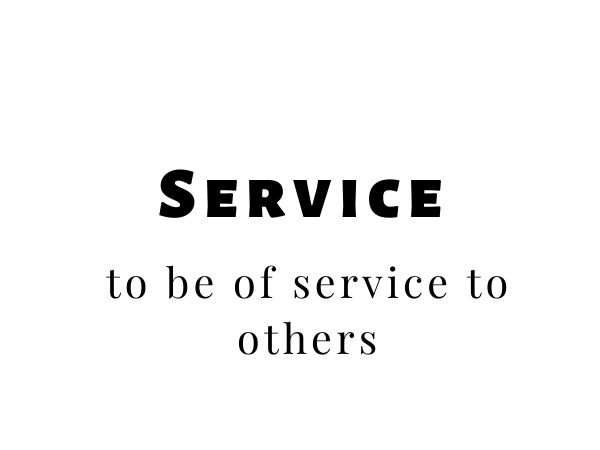 Service
to be of service to
others